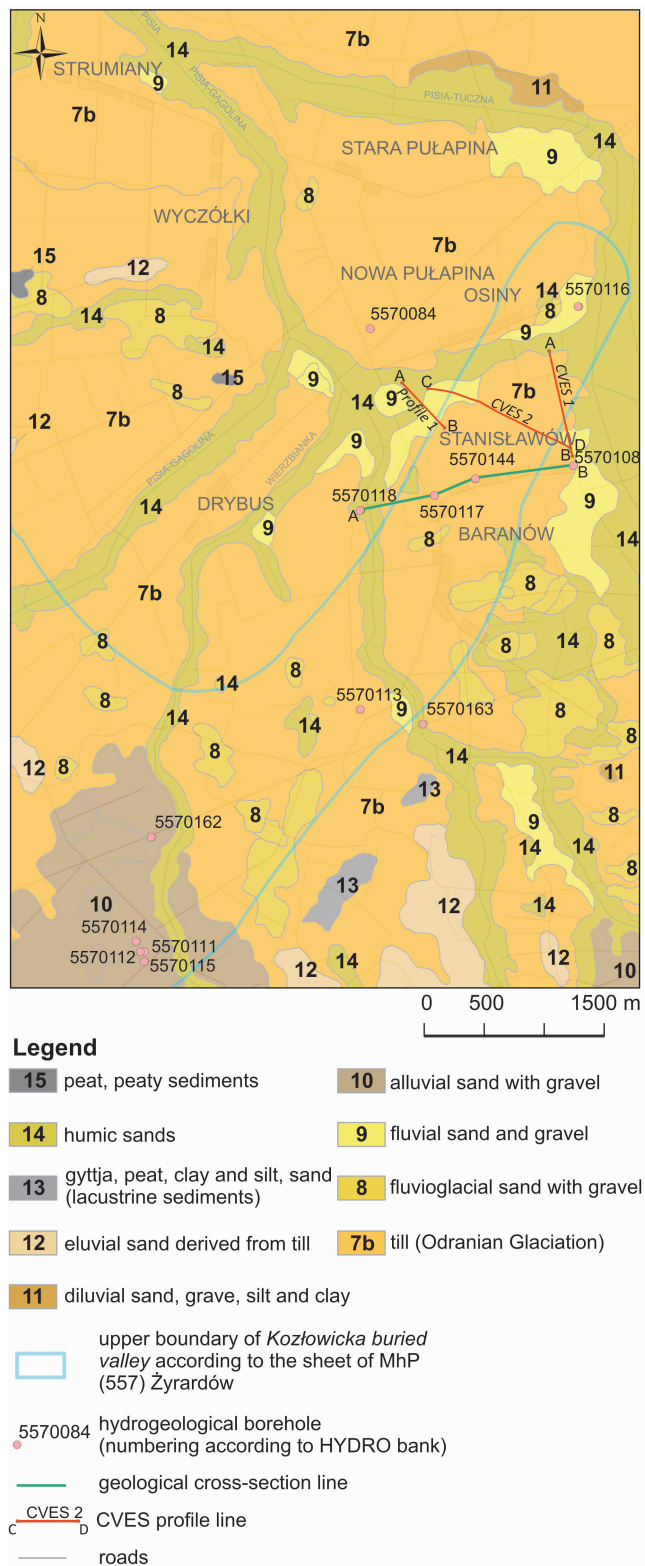 N
PISIA
14
7b
STRUMIANY
9
PISIA-GĄGOLINA
11
PISIA-TUCZNA
7b
STARA PUŁAPINA
14
9
8
WYCZÓŁKI
7b
15
12
NOWA PUŁAPINA
8
OSINY
14
5570116
14
8
5570084
8
9
14
A
15
9
A
C
7b
CVES 1
8
14
9
Profile 1
CVES 2
12
7b
B
STANISŁAWÓW
D
PISIA-GĄGOLINA
WIERZBIANKA
9
5570144
B
5570108
B
14
DRYBUS
5570118
9
A
5570117
9
8
BARANÓW
14
7b
8
8
8
14
8
14
8
5570113
8
14
14
9
5570163
8
8
8
14
12
8
13
11
7b
5570162
8
9
8
14
14
8
13
10
12
14
5570114
5570111
5570112
5570115
12
14
12
10
0 500 1500 m
Legend
15 peat, peaty sediments
10 alluvial sand with gravel
14 humic sands
9 fluvial sand and gravel
13 gyttja, peat, clay and silt, sand
(lacustrine sediments)
8 fluvioglacial sand with gravel
12 eluvial sand derived from till
7b till (Odranian Glaciation)
11 diluvial sand, grave, silt and clay
upper boundary of Kozłowicka buried
valley according to the sheet of MhP
(557) Żyrardów
5570084 hydrogeological borehole
(numbering according to HYDRO bank)
geological cross-section line
CVES 2
C D CVES profile line
roads